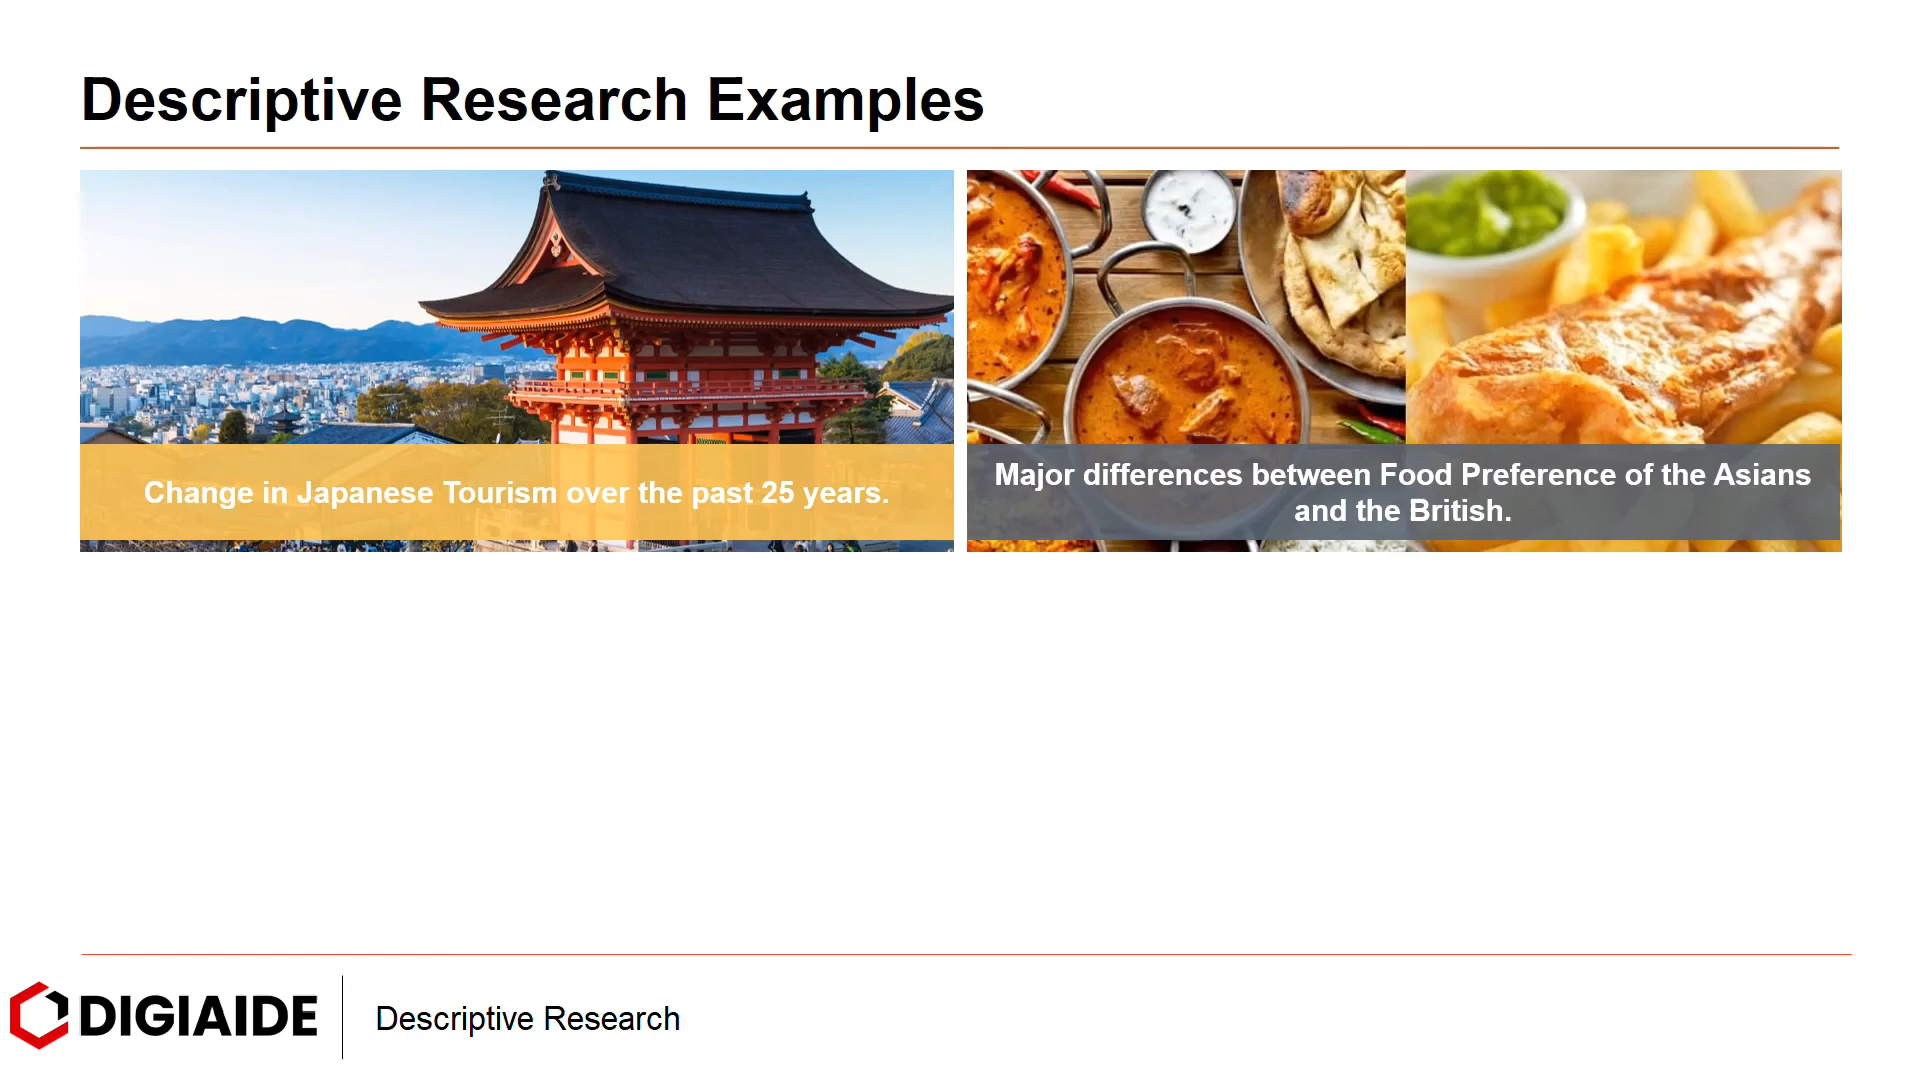 Descriptive Research Examples
Change in Japanese Tourism over the past 25 years.
Major differences between Food Preference of the Asians
and the British.
DIGIAIDE
Descriptive Research